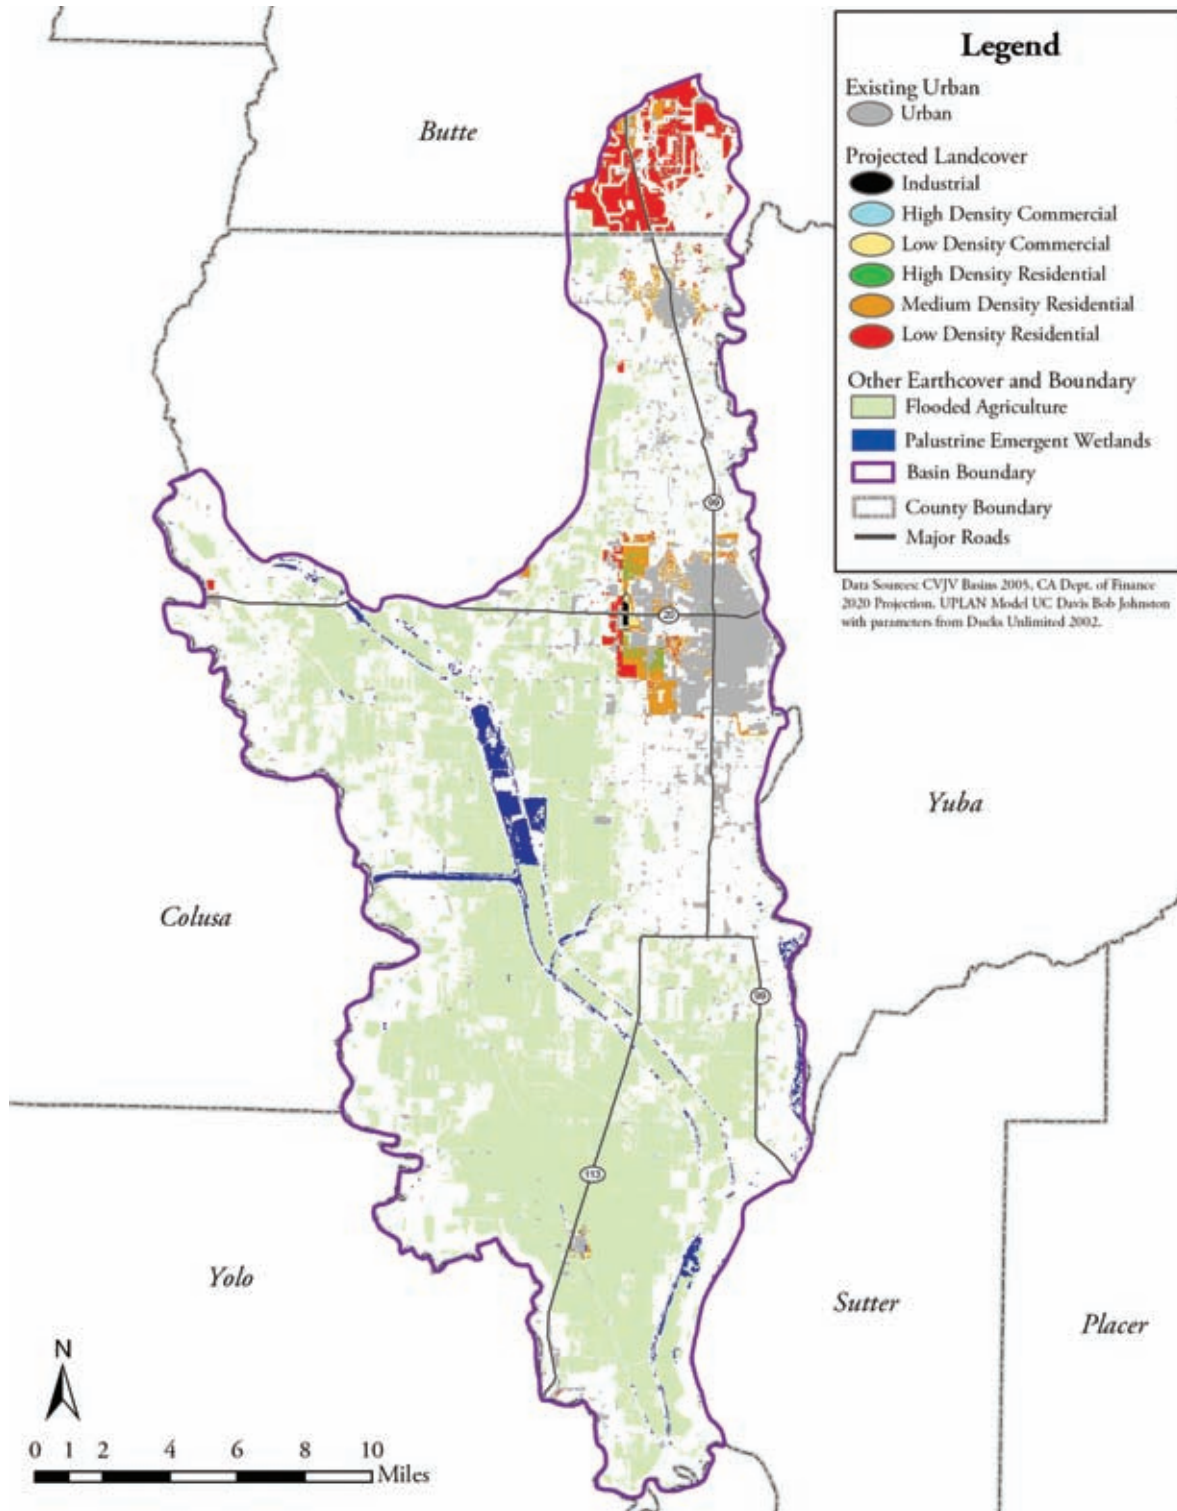 Legend
Existing Urban
Urban
Projected Landcover
Industrial
High Density Commercial
Low Density Commercial
High Density Residential
Medium Density Residential
Low Density Residential
Other Earthcover and Boundary
Flooded Agriculture
Palustrine Emergent Wetlands
Basin Boundary
County Boundary
Major Roads
Data Sources: CVJV Basins 2005, CA Dept. of Finance
2020 Projection. UPLAN Model UC Davis Bob Johnston
with parameters from Ducks Unlimited 2002.
Butte
99
20
Yuba
Colusa
99
113
Yolo
Sutter
Placer
N
0 1 2 4 6 8 10
Miles